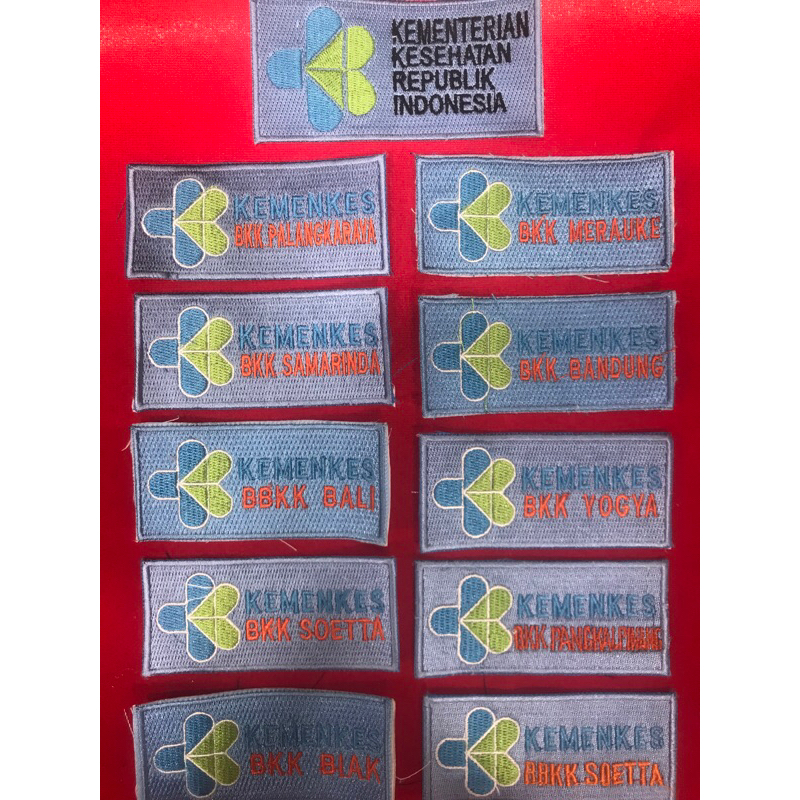 KEMENTERIAN
KESEHATAN
REPUBLIK
INDONESIA
KEMENKES
BKK PALANGKARAYA
KEMENKES
BKK MERAUKE
KEMENKES
BKK SAMARINDA
KEMENKES
BKK BANDUNG
KEMENKES
BBKK BALI
KEMENKES
BKK YOGYA
KEMENKES
BKK SOETTA
KEMENKES
BKK PANGKALPINANG
KEMENKES
BKK BIAK
KEMENKES
BBKK SOETTA